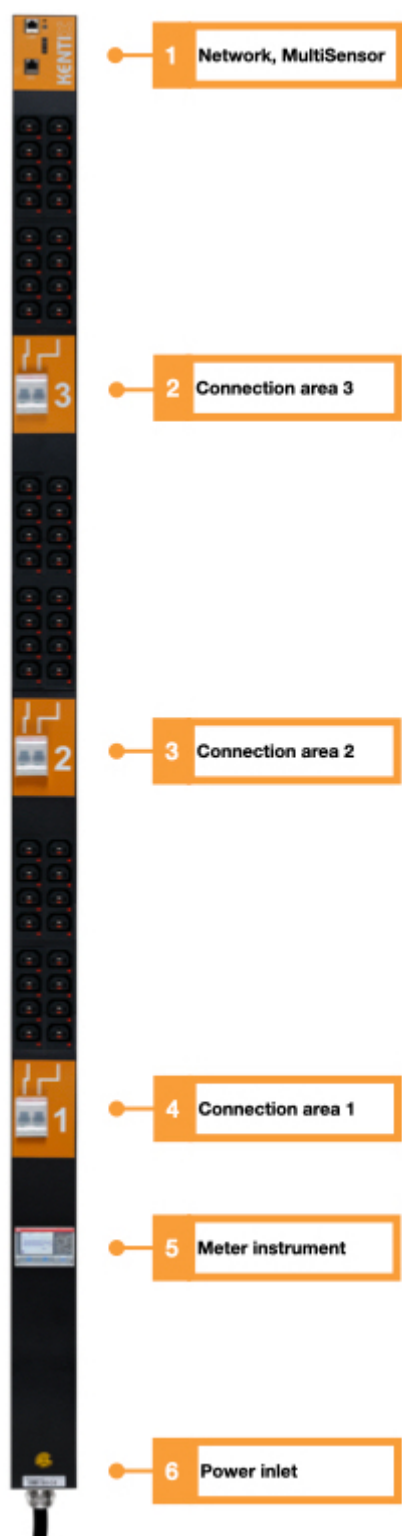 KENTI
1 Network, MultiSensor
3
2 Connection area 3
2
3 Connection area 2
1
4 Connection area 1
5 Meter instrument
6 Power inlet